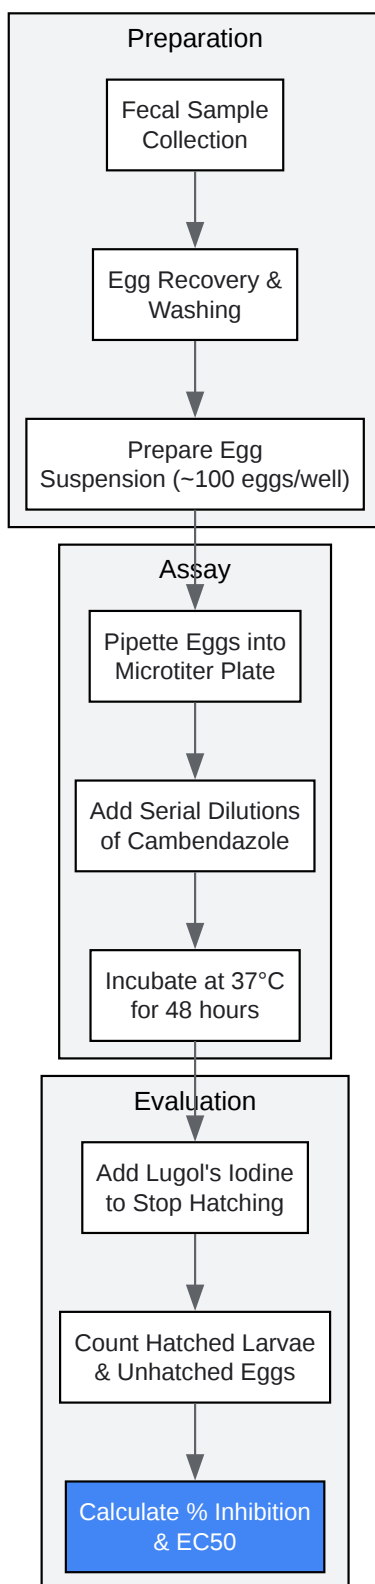 Preparation
Fecal Sample
Collection
Egg Recovery &
Washing
Prepare Egg
Suspension (~100 eggs/well)
Assay
Pipette Eggs into
Microtiter Plate
Add Serial Dilutions
of Cambendazole
Incubate at 37°C
for 48 hours
Evaluation
Add Lugol's Iodine
to Stop Hatching
Count Hatched Larvae
& Unhatched Eggs
Calculate % Inhibition
& EC50